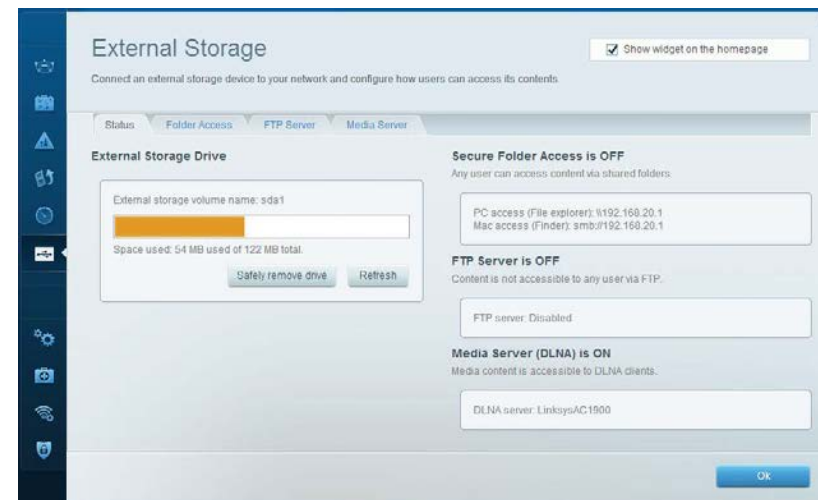 External Storage
Show widget on the homepage
Connect an external storage device to your network and configure how users can access its contents
Status
Folder Access
FTP Server
Media Server
External Storage Drive
External storage volume name: sda1
Space used: 54 MB used of 122 MB total.
Safely remove drive
Refresh
Secure Folder Access is OFF
Any user can access content via shared folders.
PC access (File explorer): \\192.168.20.1
Mac access (Finder): smb://192.168.20.1
FTP Server is OFF
Content is not accessible to any user via FTP.
FTP server: Disabled
Media Server (DLNA) is ON
Media content is accessible to DLNA clients.
DLNA server: LinksysAC1900
Ok